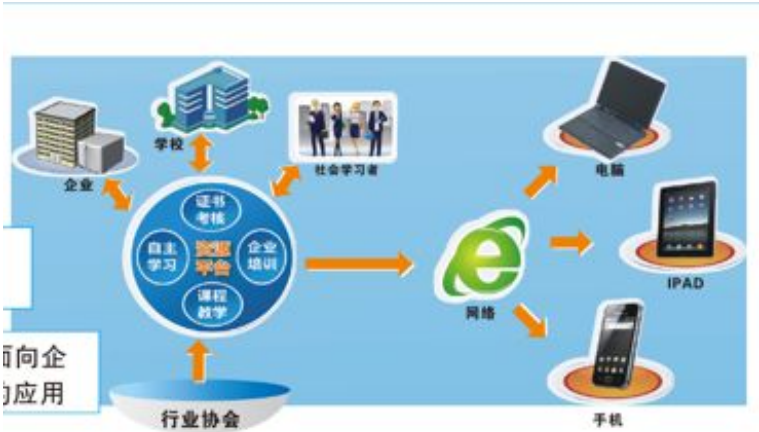 学校
企业
社会学习者
电脑
证书
考核
自主
学习
资源
平台
企业
培训
课程
教学
网络
IPAD
面向企
的应用
行业协会
手机